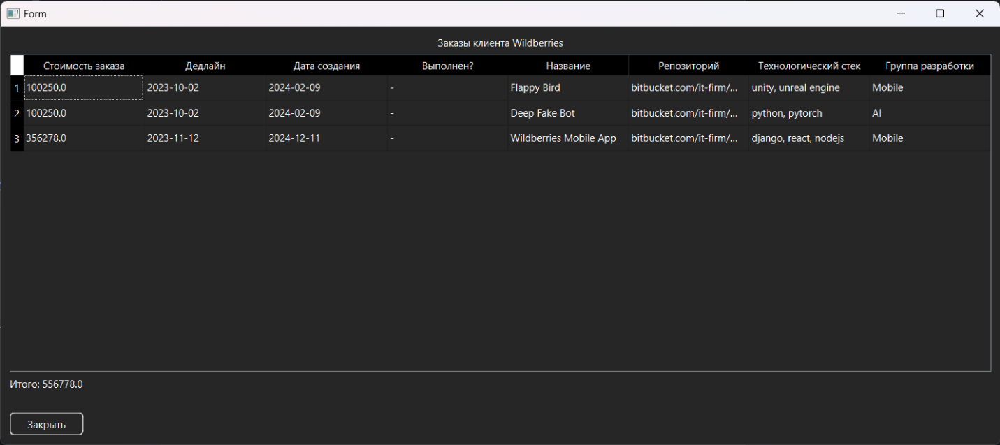 Form
Заказы клиента Wildberries
Стоимость заказа Дедлайн Дата создания Выполнен? Название Репозиторий Технологический стек Группа разработки
1 100250.0 2023-10-02 2024-02-09 - Flappy Bird bitbucket.com/it-firm/... unity, unreal engine Mobile
2 100250.0 2023-10-02 2024-02-09 - Deep Fake Bot bitbucket.com/it-firm/... python, pytorch AI
3 356278.0 2023-11-12 2024-12-11 - Wildberries Mobile App bitbucket.com/it-firm/... django, react, nodejs Mobile
Итого: 556778.0
Закрыть